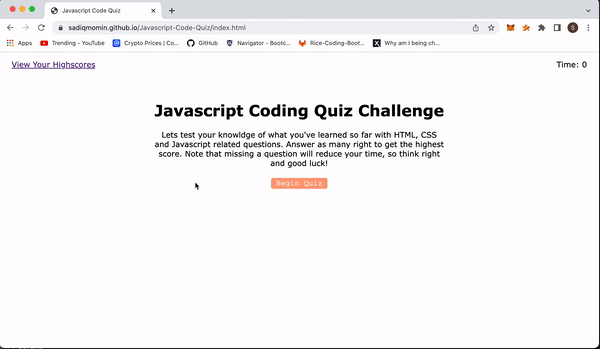 Javascript Code Quiz
sadiqmomin.github.io/Javascript-Code-Quiz/index.html
S
Apps
Trending - YouTube
Crypto Prices | Co...
GitHub
Navigator - Bootc...
Rice-Coding-Boot...
Why am I being ch...
View Your Highscores
Time: 0
Javascript Coding Quiz Challenge
Lets test your knowldge of what you've learned so far with HTML, CSS
and Javascript related questions. Answer as many right to get the highest
score. Note that missing a question will reduce your time, so think right
and good luck!
Begin Quiz